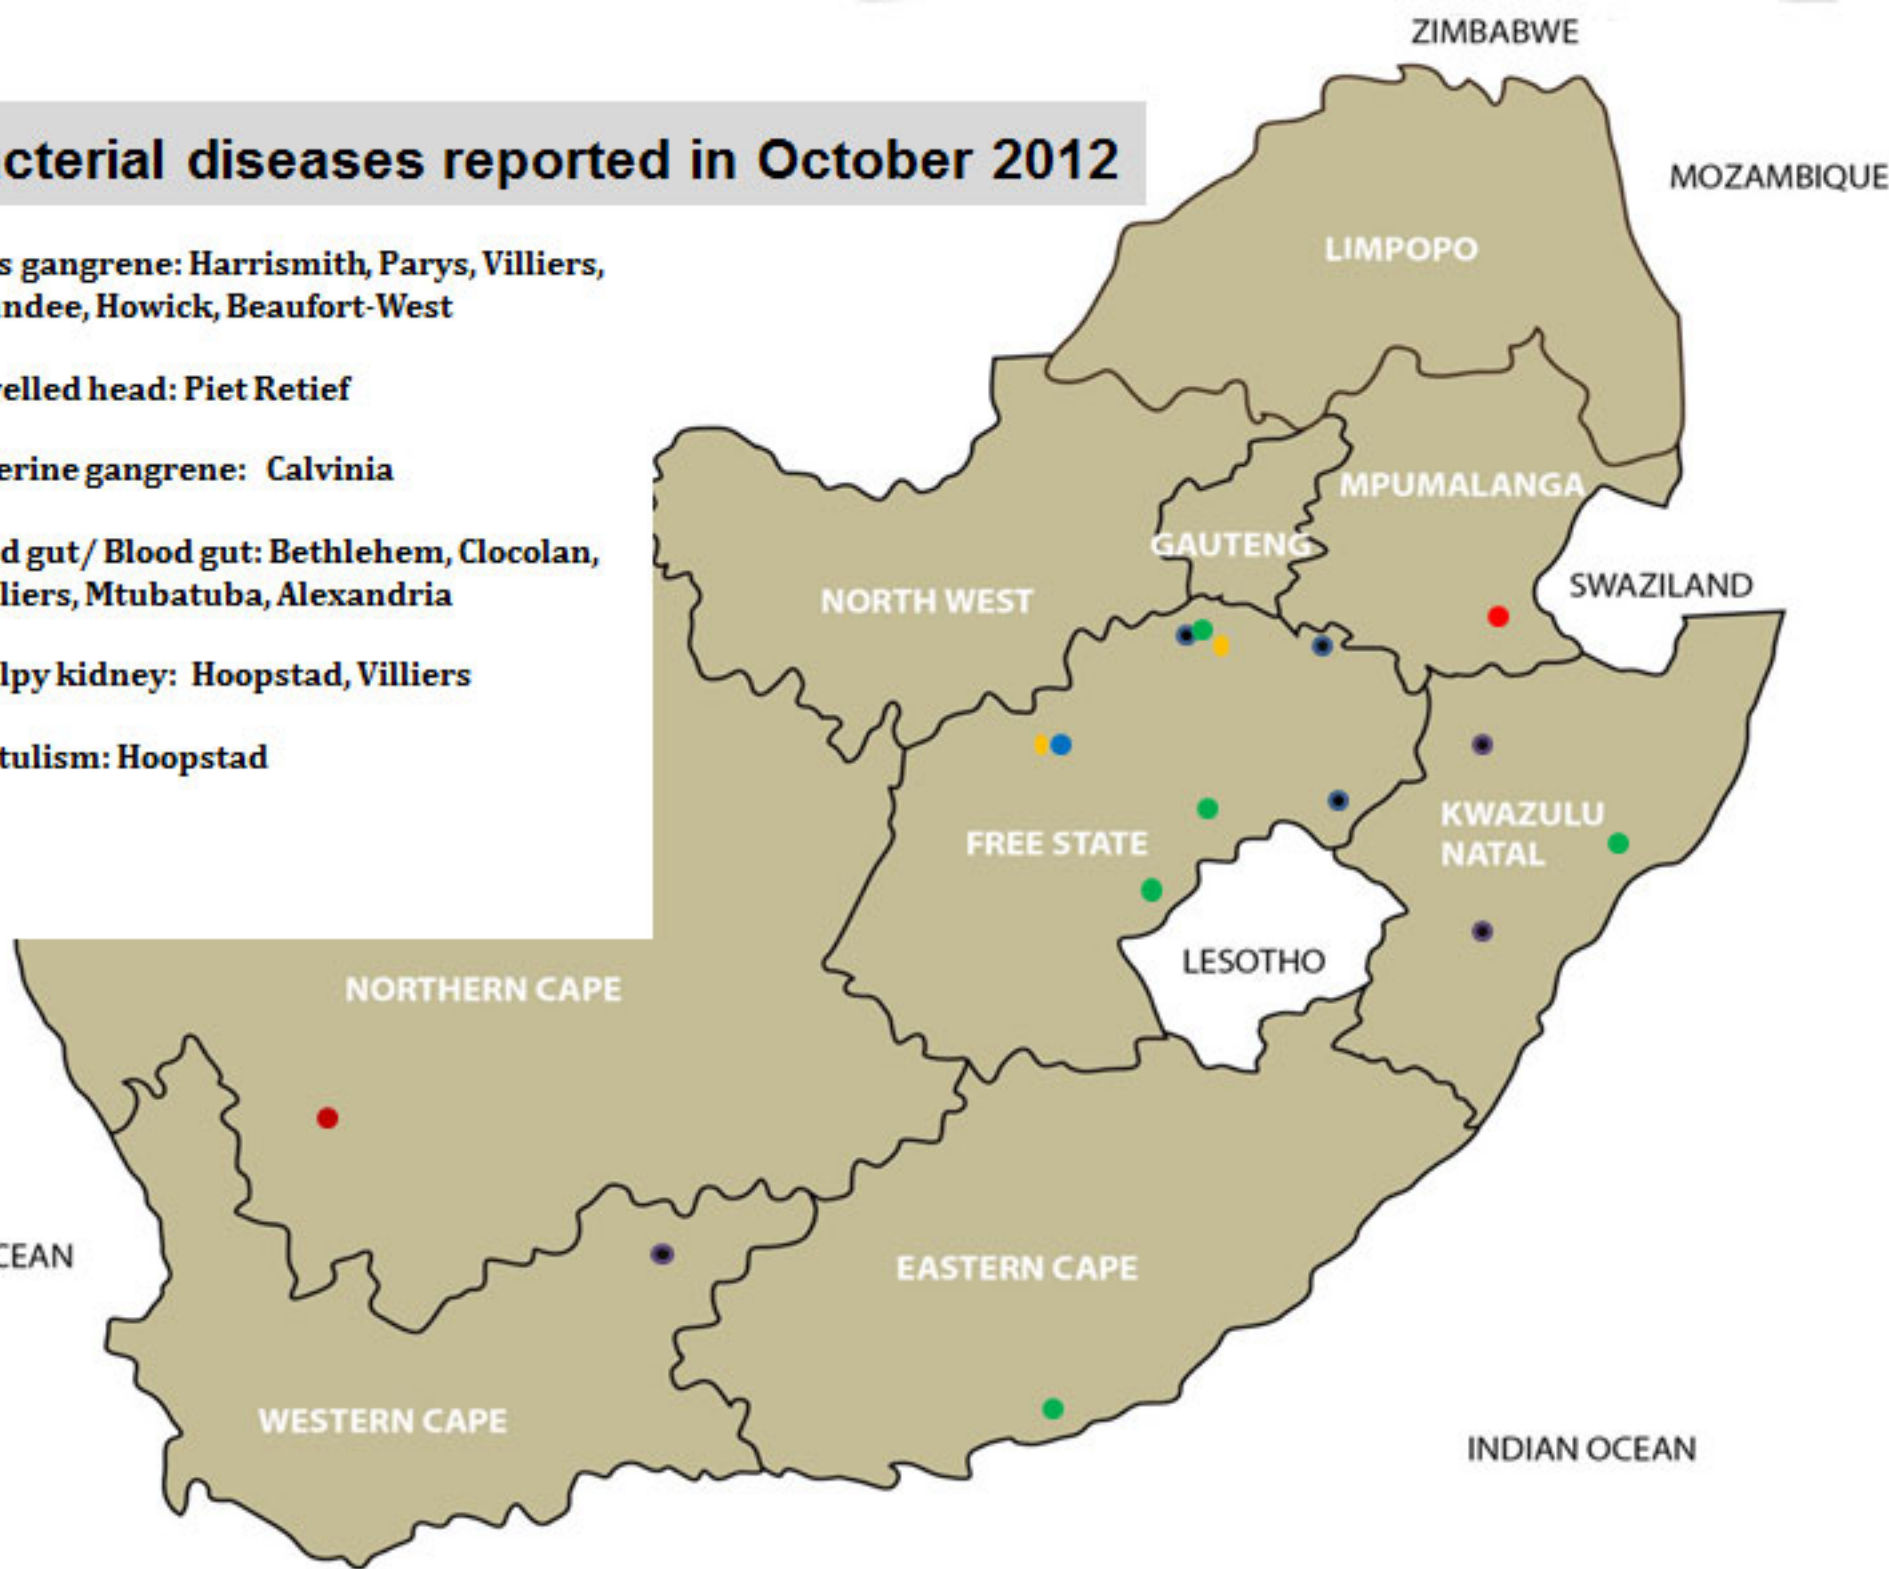 ZIMBABWE
cterial diseases reported in October 2012
MOZAMBIQUE
s gangrene: Harrismith, Parys, Villiers,
ndee, Howick, Beaufort-West
LIMPOPO
elled head: Piet Retief
erine gangrene: Calvinia
MPUMALANGA
d gut/ Blood gut: Bethlehem, Clocolan,
liers, Mtubatuba, Alexandria
GAUTENG
SWAZILAND
NORTH WEST
lpy kidney: Hoopstad, Villiers
tulism: Hoopstad
KWAZULU
NATAL
FREE STATE
LESOTHO
NORTHERN CAPE
CEAN
EASTERN CAPE
WESTERN CAPE
INDIAN OCEAN